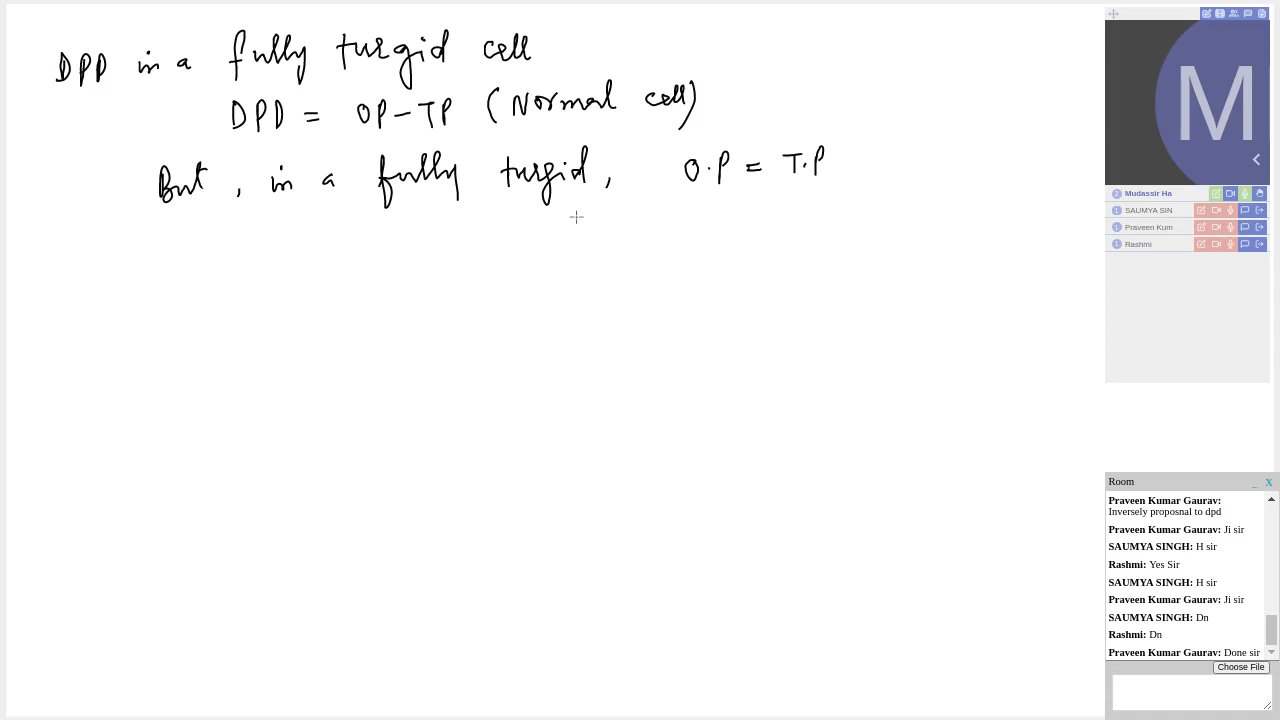 DPD in a fully turgid cell
DPD = OP - TP (Normal cell)
But, in a fully turgid, O.P = T.P
M
Mudassir Ha
SAUMYA SIN
Praveen Kum
Rashmi
Room
_ X
Praveen Kumar Gaurav:
Inversely proposnal to dpd
Praveen Kumar Gaurav: Ji sir
SAUMYA SINGH: H sir
Rashmi: Yes Sir
SAUMYA SINGH: H sir
Praveen Kumar Gaurav: Ji sir
SAUMYA SINGH: Dn
Rashmi: Dn
Praveen Kumar Gaurav: Done sir
Choose File